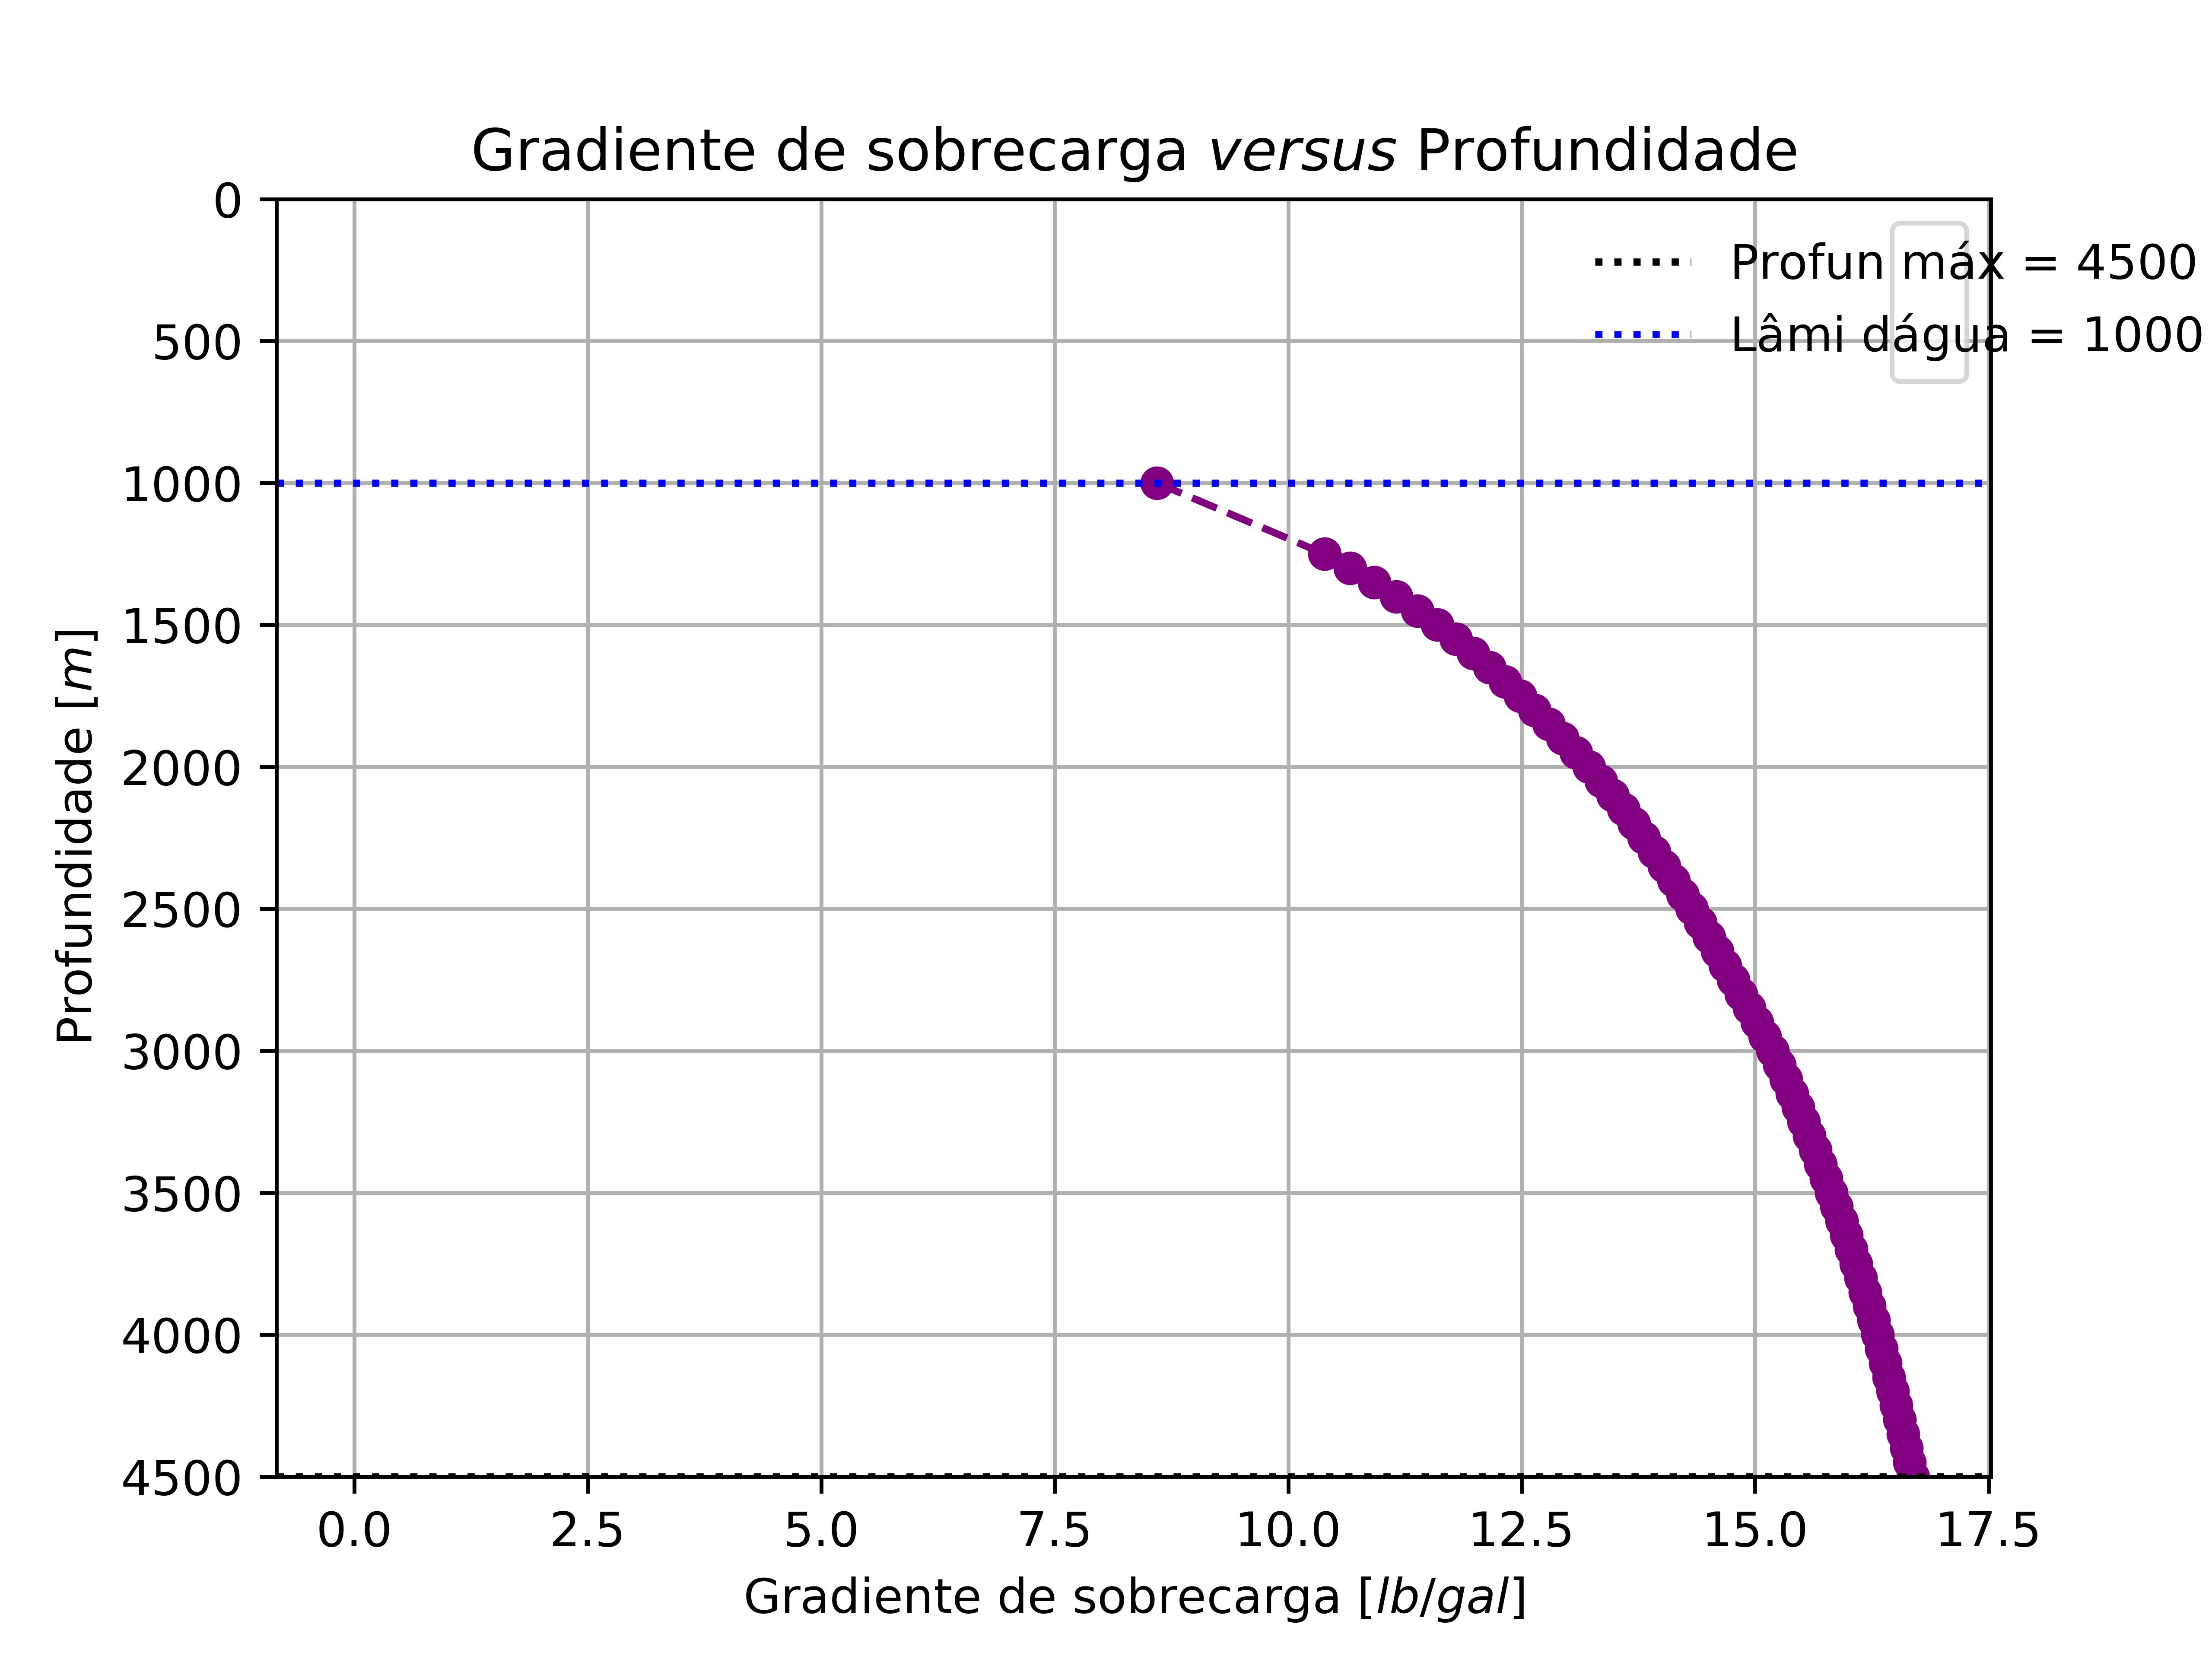 Gradiente de sobrecarga versus Profundidade
0
500
1000
1500
2000
2500
3000
3500
4000
4500
Profundidade [m]
Profun máx = 4500
Lâmi dágua = 1000
0.0 2.5 5.0 7.5 10.0 12.5 15.0 17.5
Gradiente de sobrecarga [lb/gal]